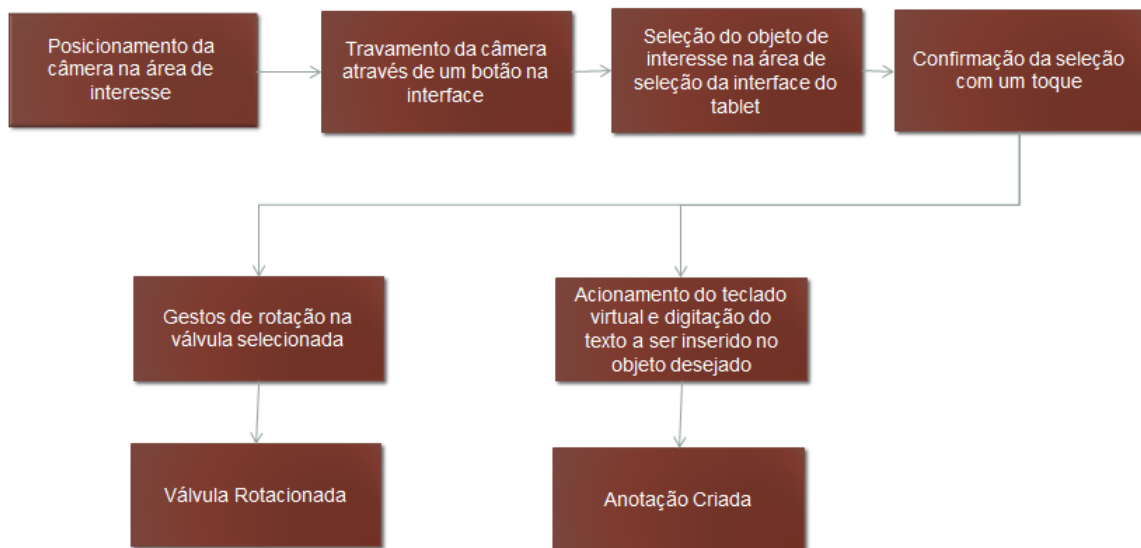 Posicionamento da
câmera na área de
interesse
Travamento da câmera
através de um botão na
interface
Seleção do objeto de
interesse na área de
seleção da interface do
tablet
Confirmação da seleção
com um toque
Gestos de rotação na
válvula selecionada
Acionamento do teclado
virtual e digitação do
texto a ser inserido no
objeto desejado
Válvula Rotacionada
Anotação Criada